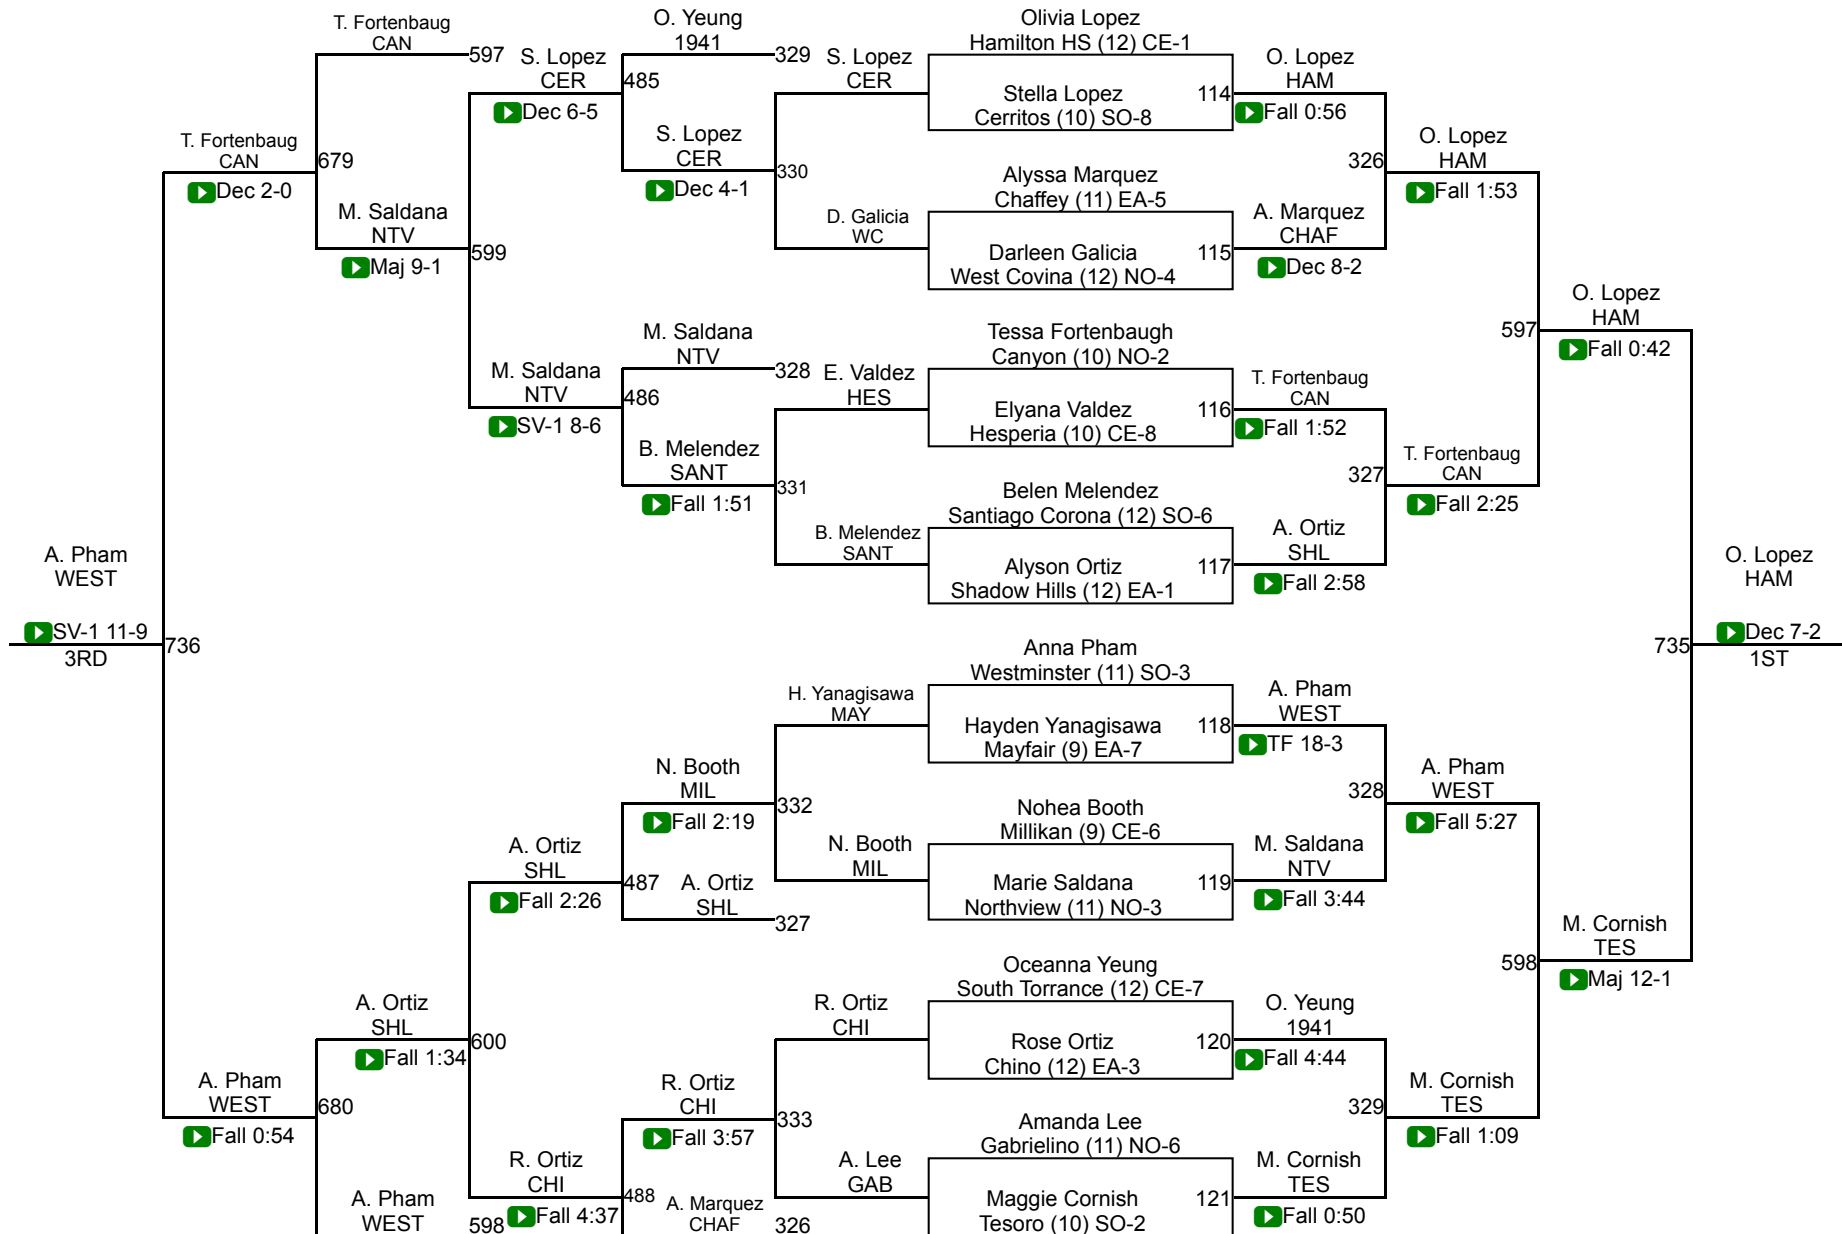 T. Fortenbaug
CAN
597
O. Yeung
1941
329
Olivia Lopez
Hamilton HS (12) CE-1
S. Lopez
CER
Dec 6-5
485
S. Lopez
CER
Stella Lopez
Cerritos (10) SO-8
114
O. Lopez
HAM
Fall 0:56
T. Fortenbaug
CAN
Dec 2-0
679
S. Lopez
CER
Dec 4-1
330
Alyssa Marquez
Chaffey (11) EA-5
326
O. Lopez
HAM
Fall 1:53
M. Saldana
NTV
Maj 9-1
599
D. Galicia
WC
Darleen Galicia
West Covina (12) NO-4
115
A. Marquez
CHAF
Dec 8-2
M. Saldana
NTV
328
Tessa Fortenbaugh
Canyon (10) NO-2
597
O. Lopez
HAM
Fall 0:42
M. Saldana
NTV
SV-1 8-6
486
E. Valdez
HES
Elyana Valdez
Hesperia (10) CE-8
116
T. Fortenbaug
CAN
Fall 1:52
B. Melendez
SANT
Fall 1:51
331
Belen Melendez
Santiago Corona (12) SO-6
327
T. Fortenbaug
CAN
Fall 2:25
B. Melendez
SANT
Alyson Ortiz
Shadow Hills (12) EA-1
117
A. Ortiz
SHL
Fall 2:58
A. Pham
WEST
SV-1 11-9
3RD
736
Anna Pham
Westminster (11) SO-3
735
O. Lopez
HAM
Dec 7-2
1ST
H. Yanagisawa
MAY
Hayden Yanagisawa
Mayfair (9) EA-7
118
A. Pham
WEST
TF 18-3
N. Booth
MIL
Fall 2:19
332
Nohea Booth
Millikan (9) CE-6
328
A. Pham
WEST
Fall 5:27
A. Ortiz
SHL
Fall 2:26
487
A. Ortiz
SHL
327
N. Booth
MIL
Marie Saldana
Northview (11) NO-3
119
M. Saldana
NTV
Fall 3:44
Oceanna Yeung
South Torrance (12) CE-7
598
M. Cornish
TES
Maj 12-1
A. Ortiz
SHL
Fall 1:34
600
R. Ortiz
CHI
Rose Ortiz
Chino (12) EA-3
120
O. Yeung
1941
Fall 4:44
A. Pham
WEST
Fall 0:54
680
R. Ortiz
CHI
Fall 3:57
333
Amanda Lee
Gabrielino (11) NO-6
329
M. Cornish
TES
Fall 1:09
R. Ortiz
CHI
Fall 4:37
488
A. Lee
GAB
Maggie Cornish
Tesoro (10) SO-2
121
M. Cornish
TES
Fall 0:50
A. Pham
WEST
598
A. Marquez
CHAF
326